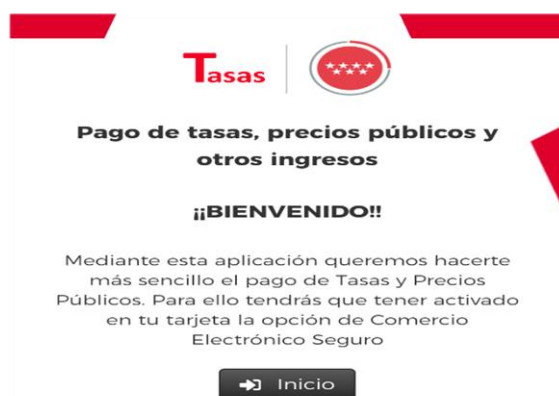 Tasas
Pago de tasas, precios públicos y
otros ingresos
¡¡BIENVENIDO!!
Mediante esta aplicación queremos hacerte
más sencillo el pago de Tasas y Precios
Públicos. Para ello tendrás que tener activado
en tu tarjeta la opción de Comercio
Electrónico Seguro
Inicio